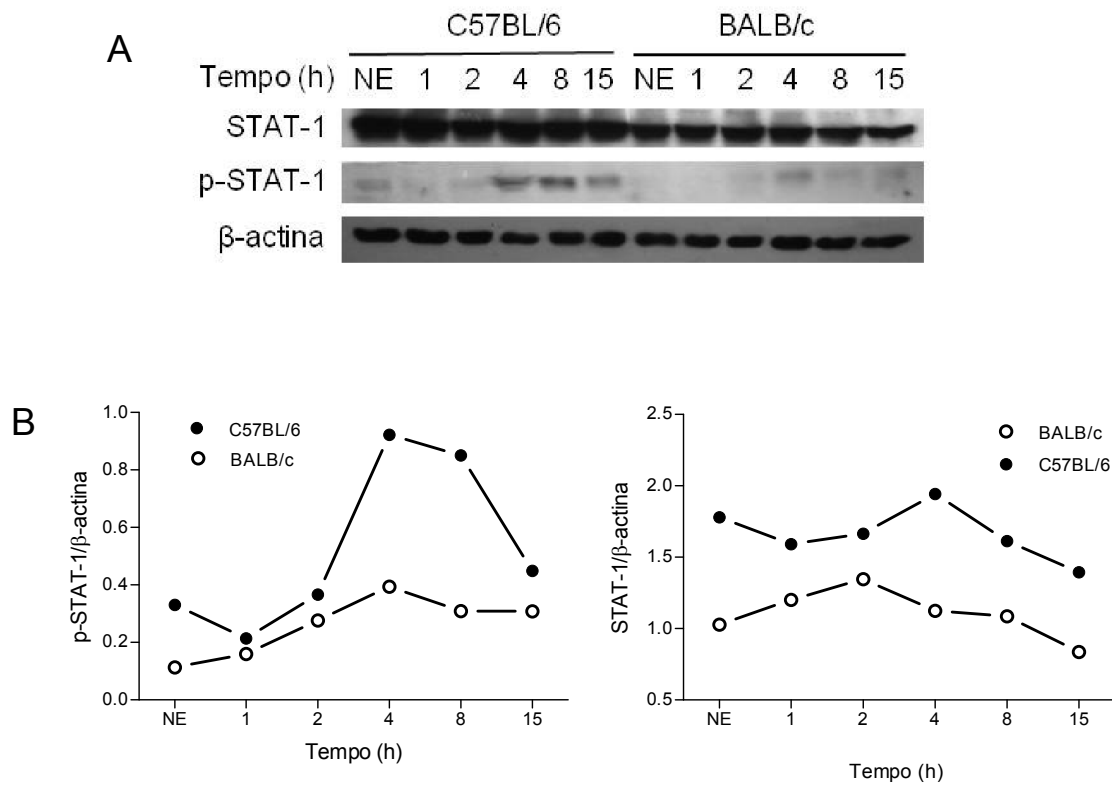 A
C57BL/6 BALB/c
Tempo (h) NE 1 2 4 8 15 NE 1 2 4 8 15
STAT-1
p-STAT-1
β-actina
B
p-STAT-1/β-actina
1.0
0.8
0.6
0.4
0.2
0.0
C57BL/6
BALB/c
NE 1 2 4 8 15
Tempo (h)
STAT-1/β-actina
2.5
2.0
1.5
1.0
0.5
BALB/c
C57BL/6
NE 1 2 4 8 15
Tempo (h)